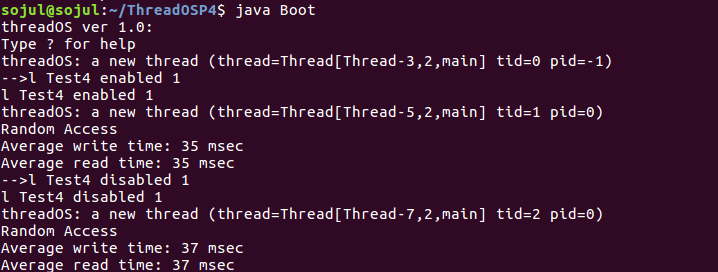 sojul@sojul:~/ThreadOSP4$ java Boot
threadOS ver 1.0:
Type ? for help
threadOS: a new thread (thread=Thread[Thread-3,2,main] tid=0 pid=-1)
-->l Test4 enabled 1
l Test4 enabled 1
threadOS: a new thread (thread=Thread[Thread-5,2,main] tid=1 pid=0)
Random Access
Average write time: 35 msec
Average read time: 35 msec
-->l Test4 disabled 1
l Test4 disabled 1
threadOS: a new thread (thread=Thread[Thread-7,2,main] tid=2 pid=0)
Random Access
Average write time: 37 msec
Average read time: 37 msec